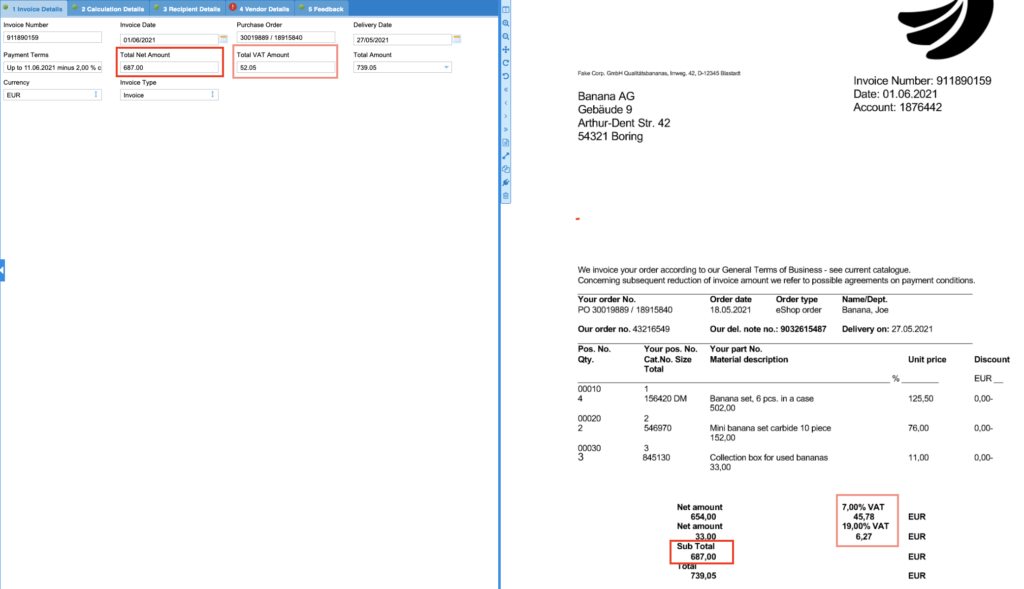 1 Invoice Details
2 Calculation Details
3 Recipient Details
4 Vendor Details
5 Feedback
Invoice Number
Invoice Date
Purchase Order
Delivery Date
911890159
01/06/2021
30019889 / 18915840
27/05/2021
Payment Terms
Total Net Amount
Total VAT Amount
Total Amount
Up to 11.06.2021 minus 2,00 % c
687.00
52.05
739.05
Currency
Invoice Type
EUR
Invoice
Fake Corp. GmbH Qualitätsbananas, Irrweg, 42, D-12345 Blastadt
Invoice Number: 911890159
Date: 01.06.2021
Account: 1876442
Banana AG
Gebäude 9
Arthur-Dent Str. 42
54321 Boring
We invoice your order according to our General Terms of Business - see current catalogue.
Concerning subsequent reduction of invoice amount we refer to possible agreements on payment conditions.
Your order No. Order date Order type Name/Dept.
PO 30019889 / 18915840 18.05.2021 eShop order Banana, Joe
Our order no. 43216549 Our del. note no.: 9032615487 Delivery on: 27.05.2021
Pos. No. Your pos. No. Your part No.
Qty. Cat.No. Size Material description Unit price Discount
Total
% ________ EUR __
00010 1
4 156420 DM Banana set, 6 pcs. in a case 125,50 0,00-
502,00
00020 2
2 546970 Mini banana set carbide 10 piece 76,00 0,00-
152,00
00030 3
3 845130 Collection box for used bananas 11,00 0,00-
33,00
Net amount 7,00% VAT
654,00 45,78 EUR
Net amount 19,00% VAT
33,00 6,27 EUR
Sub Total
687,00 EUR
Total
739,05 EUR